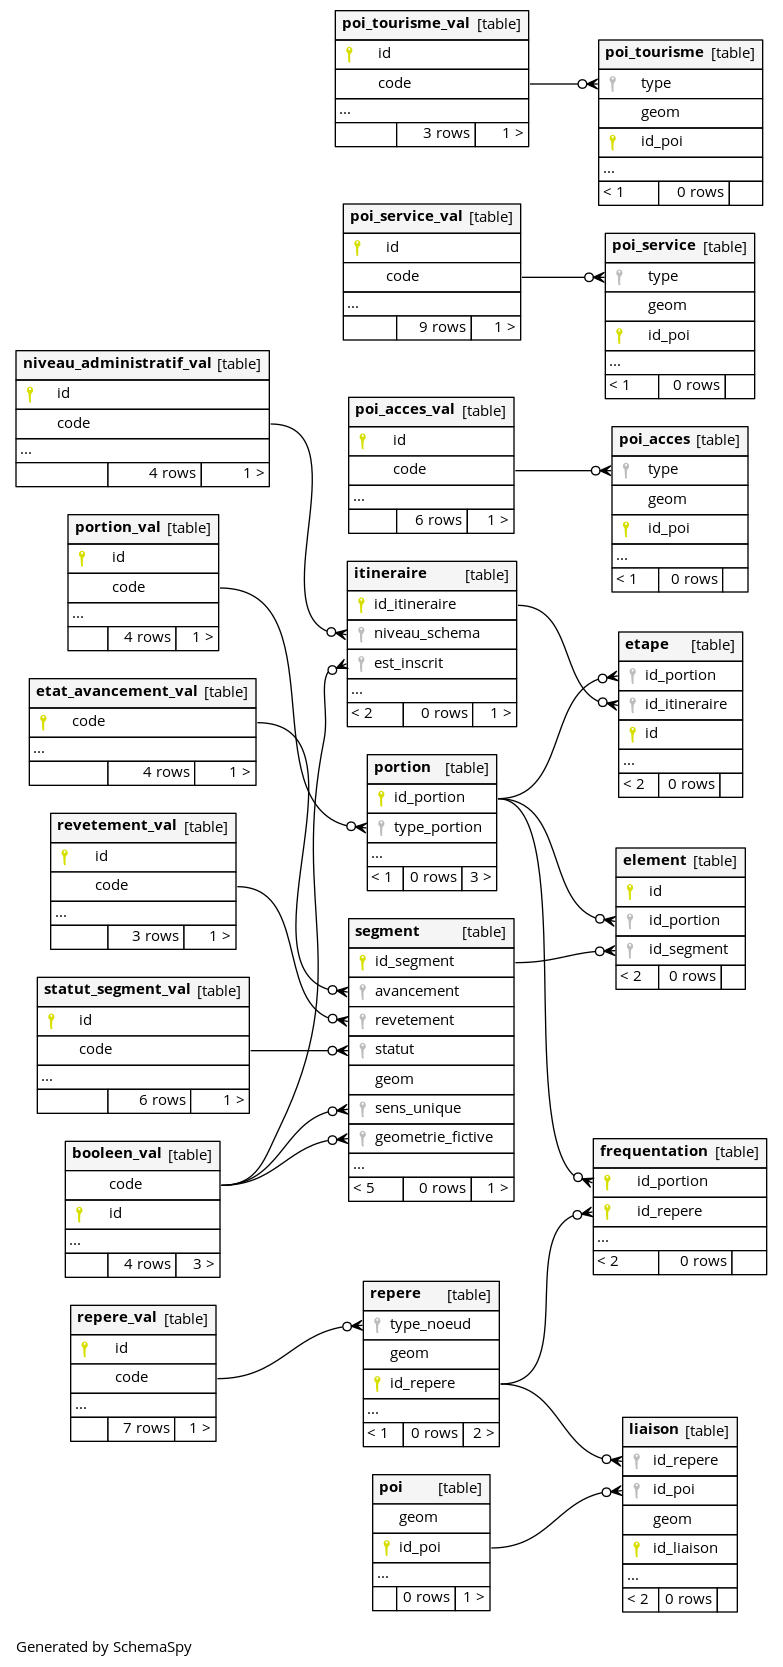 poi_tourisme_val [table]
id
code
...
3 rows 1 >
poi_tourisme [table]
type
geom
id_poi
...
< 1 0 rows
poi_service_val [table]
id
code
...
9 rows 1 >
poi_service [table]
type
geom
id_poi
...
< 1 0 rows
niveau_administratif_val [table]
id
code
...
4 rows 1 >
poi_acces_val [table]
id
code
...
6 rows 1 >
poi_acces [table]
type
geom
id_poi
...
< 1 0 rows
portion_val [table]
id
code
...
4 rows 1 >
itineraire [table]
id_itineraire
niveau_schema
est_inscrit
...
< 2 0 rows 1 >
etape [table]
id_portion
id_itineraire
id
...
< 2 0 rows
etat_avancement_val [table]
code
...
4 rows 1 >
portion [table]
id_portion
type_portion
...
< 1 0 rows 3 >
revetement_val [table]
id
code
...
3 rows 1 >
element [table]
id
id_portion
id_segment
< 2 0 rows
segment [table]
id_segment
avancement
revetement
statut
geom
sens_unique
geometrie_fictive
...
< 5 0 rows 1 >
statut_segment_val [table]
id
code
...
6 rows 1 >
booleen_val [table]
code
id
...
4 rows 3 >
frequentation [table]
id_portion
id_repere
...
< 2 0 rows
repere [table]
type_noeud
geom
id_repere
...
< 1 0 rows 2 >
repere_val [table]
id
code
...
7 rows 1 >
liaison [table]
id_repere
id_poi
geom
id_liaison
...
< 2 0 rows
poi [table]
geom
id_poi
...
0 rows 1 >
Generated by SchemaSpy